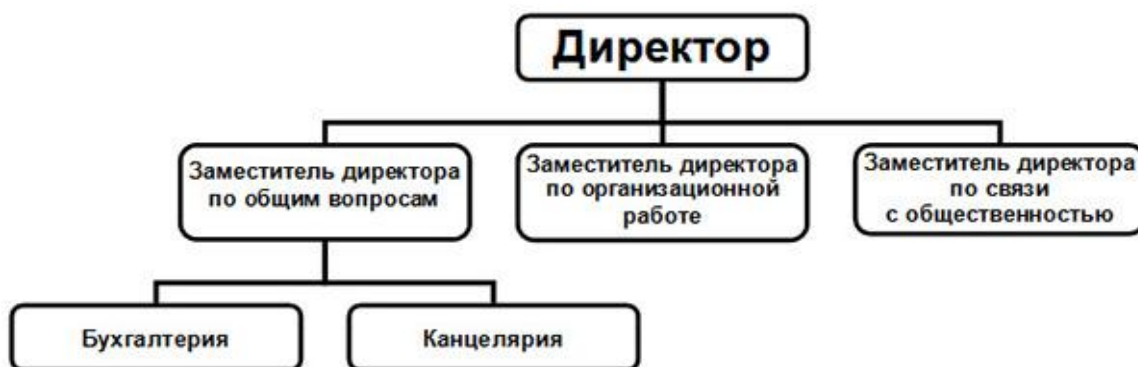 Директор
Заместитель директора
по общим вопросам
Заместитель директора
по организационной
работе
Заместитель директора
по связи
с общественностью
Бухгалтерия
Канцелярия